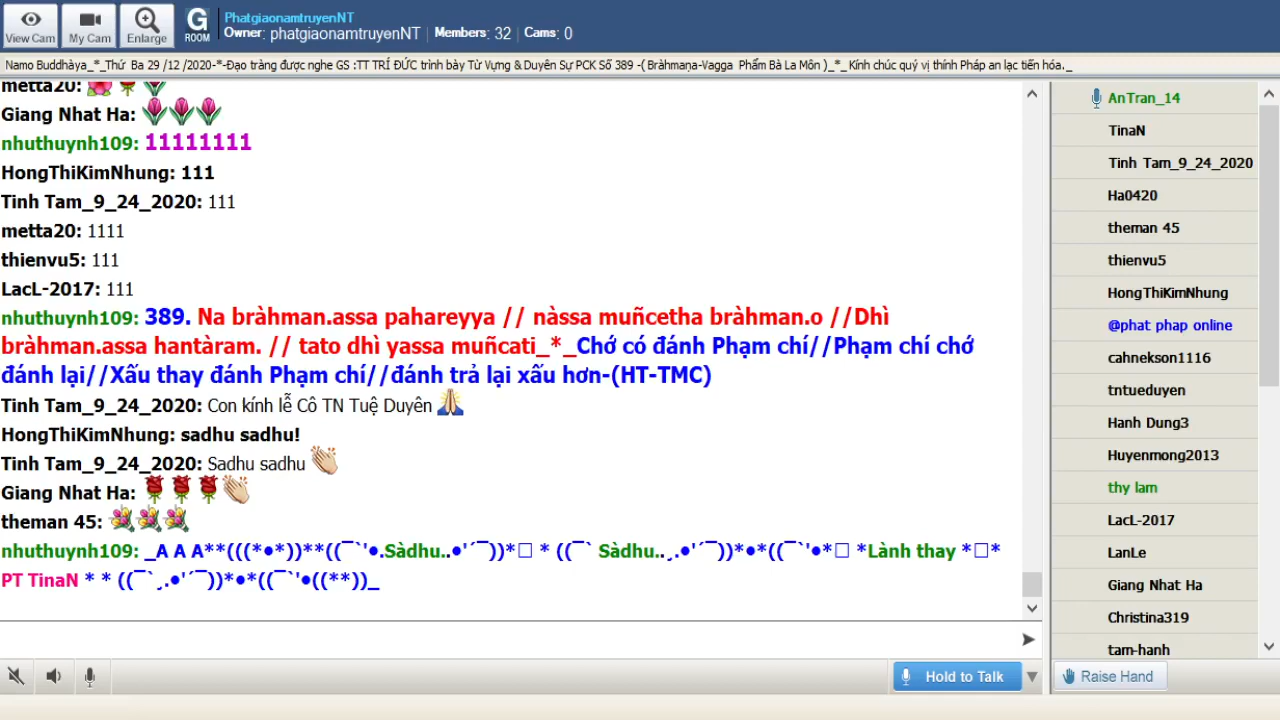 View Cam
My Cam
Enlarge
G
ROOM
PhatgiaonamtruyenNT
Owner: phatgiaonamtruyenNT | Members: 32 | Cams: 0
Namo Buddhàya_*_Thứ Ba 29 /12 /2020-*-Đạo tràng được nghe GS :TT TRÍ ĐỨC trình bày Từ Vựng & Duyên Sự PCK Số 389 -( Bràhmaṇa-Vagga Phẩm Bà La Môn )_*_ Kính chúc quý vị thính Pháp an lạc tiến hóa._
metta20:
Giang Nhat Ha:
nhuthuynh109: 11111111
HongThiKimNhung: 111
Tinh Tam_9_24_2020: 111
metta20: 1111
thienvu5: 111
LacL-2017: 111
nhuthuynh109: 389. Na bràhman.assa pahareyya // nàssa muñcetha bràhman.o //Dhì
bràhman.assa hantàram. // tato dhì yassa muñcati_*_Chớ có đánh Phạm chí//Phạm chí chớ
đánh lại//Xấu thay đánh Phạm chí//đánh trả lại xấu hơn-(HT-TMC)
Tinh Tam_9_24_2020: Con kính lễ Cô TN Tuệ Duyên 🙏
HongThiKimNhung: sadhu sadhu!
Tinh Tam_9_24_2020: Sadhu sadhu 👏
Giang Nhat Ha: 🌹🌹🌹👏
theman 45: 💐💐💐
nhuthuynh109: _A A A**(((*•*))**((¯`'•.Sàdhu..•'´¯))*□ * ((¯` Sàdhu..¸.•'´¯))*•*((¯`'•*□ *Lành thay *□*
PT TinaN * * ((¯`¸.•'´¯))*•*((¯`'•((**))_
Hold to Talk
AnTran_14
TinaN
Tinh Tam_9_24_2020
Ha0420
theman 45
thienvu5
HongThiKimNhung
@phat phap online
cahnekson1116
tntueduyen
Hanh Dung3
Huyenmong2013
thy lam
LacL-2017
LanLe
Giang Nhat Ha
Christina319
tam-hanh
Raise Hand